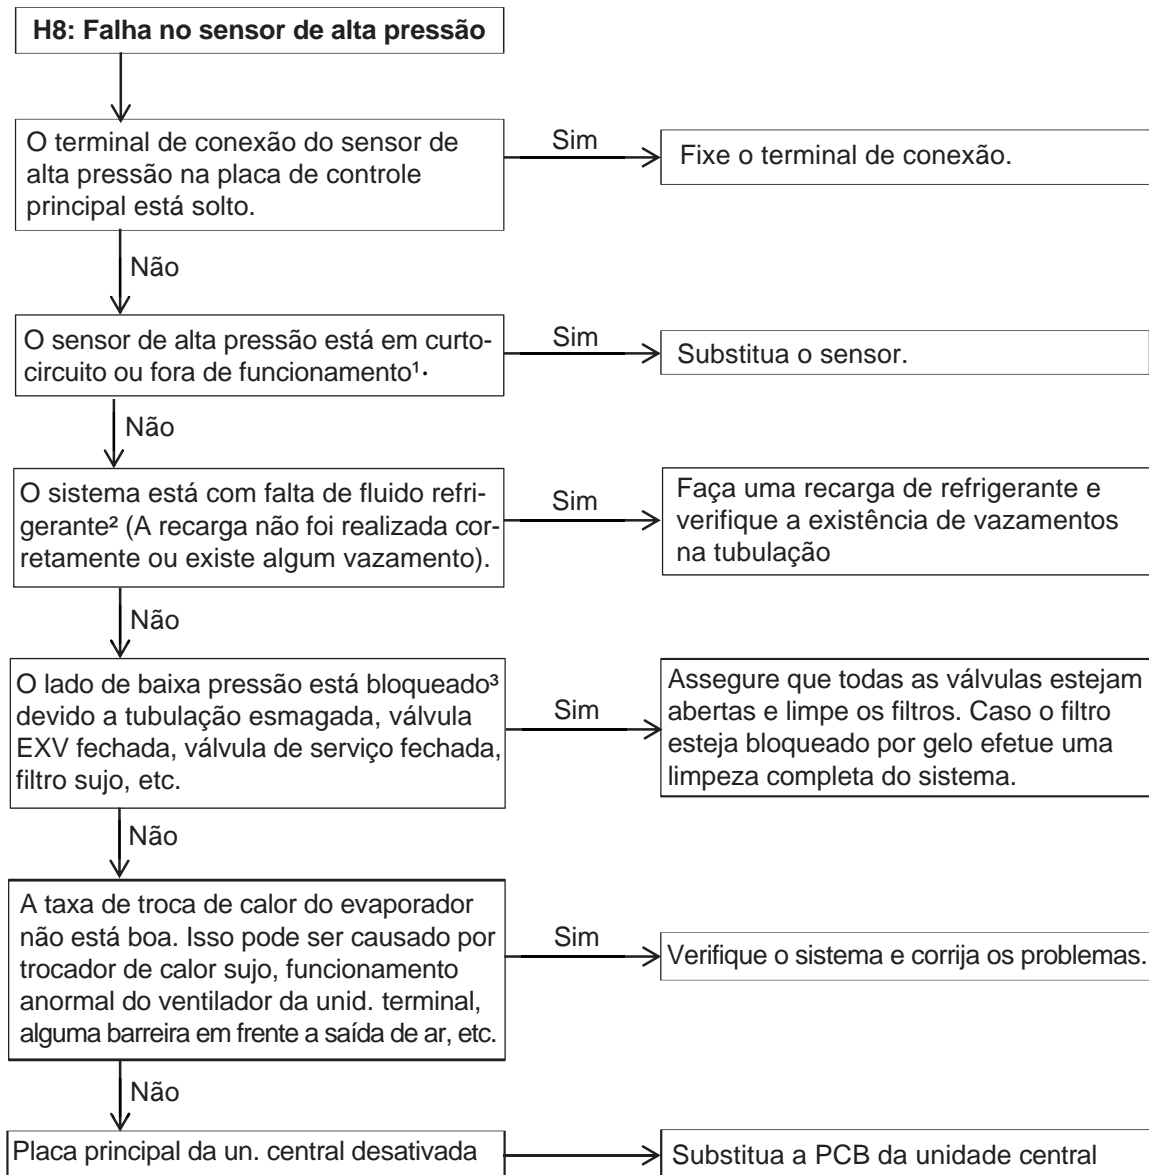 H8: Falha no sensor de alta pressão
O terminal de conexão do sensor de
alta pressão na placa de controle
principal está solto.
Sim
Fixe o terminal de conexão.
Não
O sensor de alta pressão está em curto-
circuito ou fora de funcionamento¹.
Sim
Substitua o sensor.
Não
O sistema está com falta de fluido refri-
gerante² (A recarga não foi realizada cor-
retamente ou existe algum vazamento).
Sim
Faça uma recarga de refrigerante e
verifique a existência de vazamentos
na tubulação
Não
O lado de baixa pressão está bloqueado³
devido a tubulação esmagada, válvula
EXV fechada, válvula de serviço fechada,
filtro sujo, etc.
Sim
Assegure que todas as válvulas estejam
abertas e limpe os filtros. Caso o filtro
esteja bloqueado por gelo efetue uma
limpeza completa do sistema.
Não
A taxa de troca de calor do evaporador
não está boa. Isso pode ser causado por
trocador de calor sujo, funcionamento
anormal do ventilador da unid. terminal,
alguma barreira em frente a saída de ar, etc.
Sim
Verifique o sistema e corrija os problemas.
Não
Placa principal da un. central desativada
Substitua a PCB da unidade central